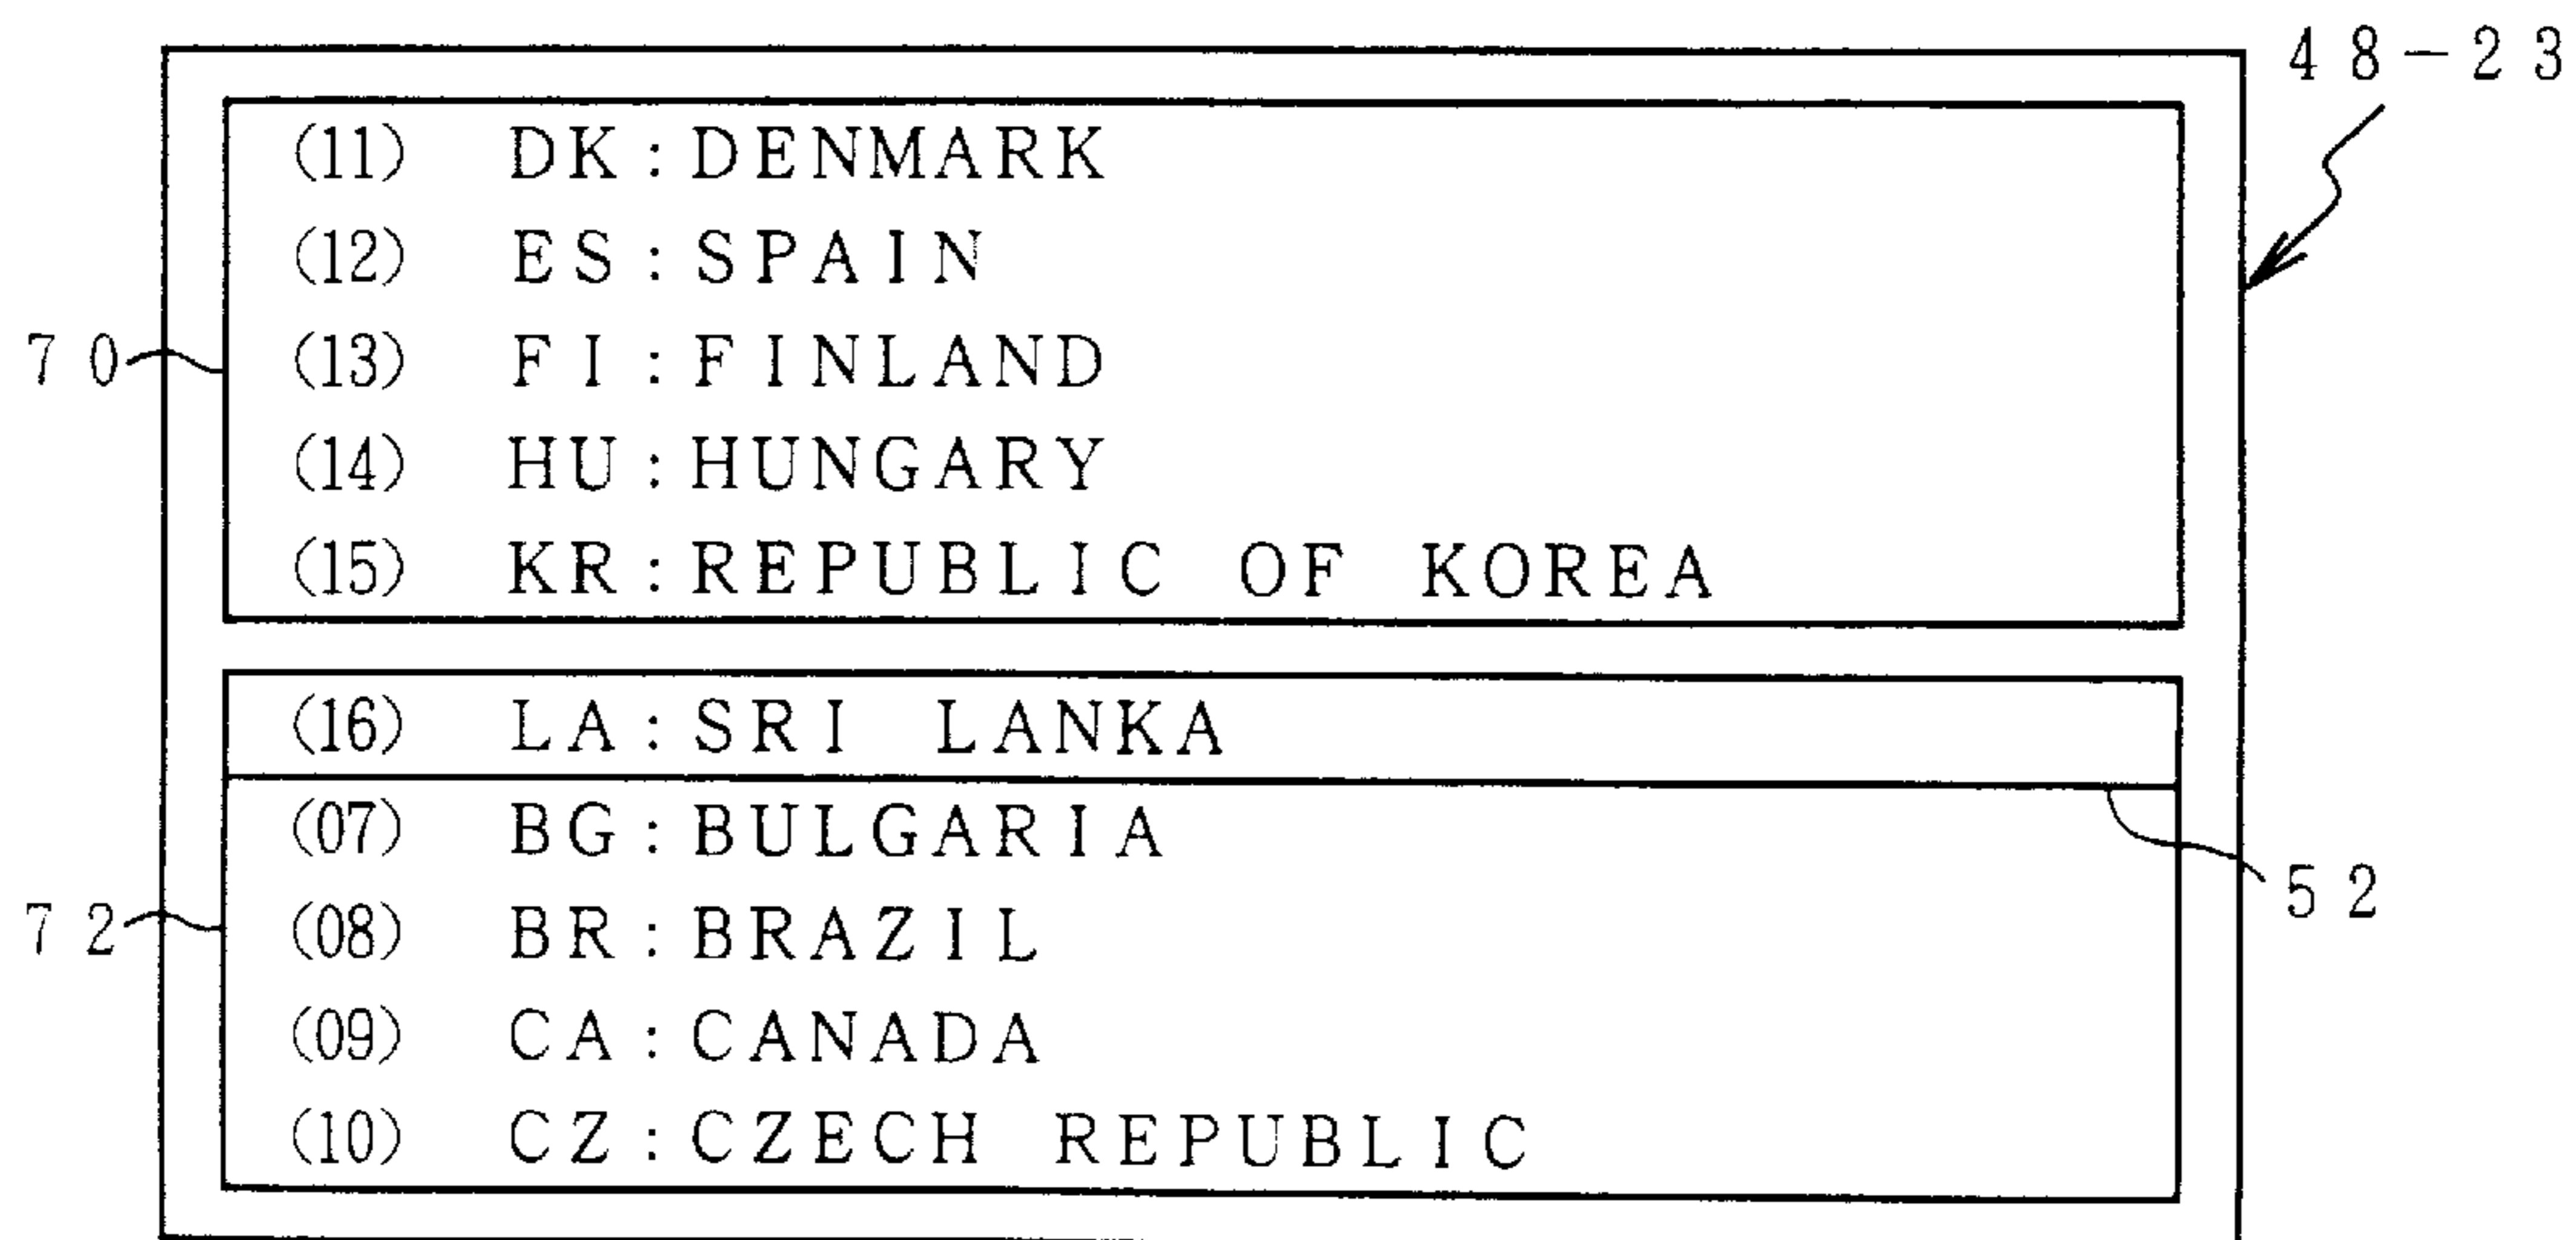 48-23
(11) DK:DENMARK
(12) ES:SPAIN
70
(13) FI:FINLAND
(14) HU:HUNGARY
(15) KR:REPUBLIC OF KOREA
(16) LA:SRI LANKA
(07) BG:BULGARIA
52
72
(08) BR:BRAZIL
(09) CA:CANADA
(10) CZ:CZECH REPUBLIC